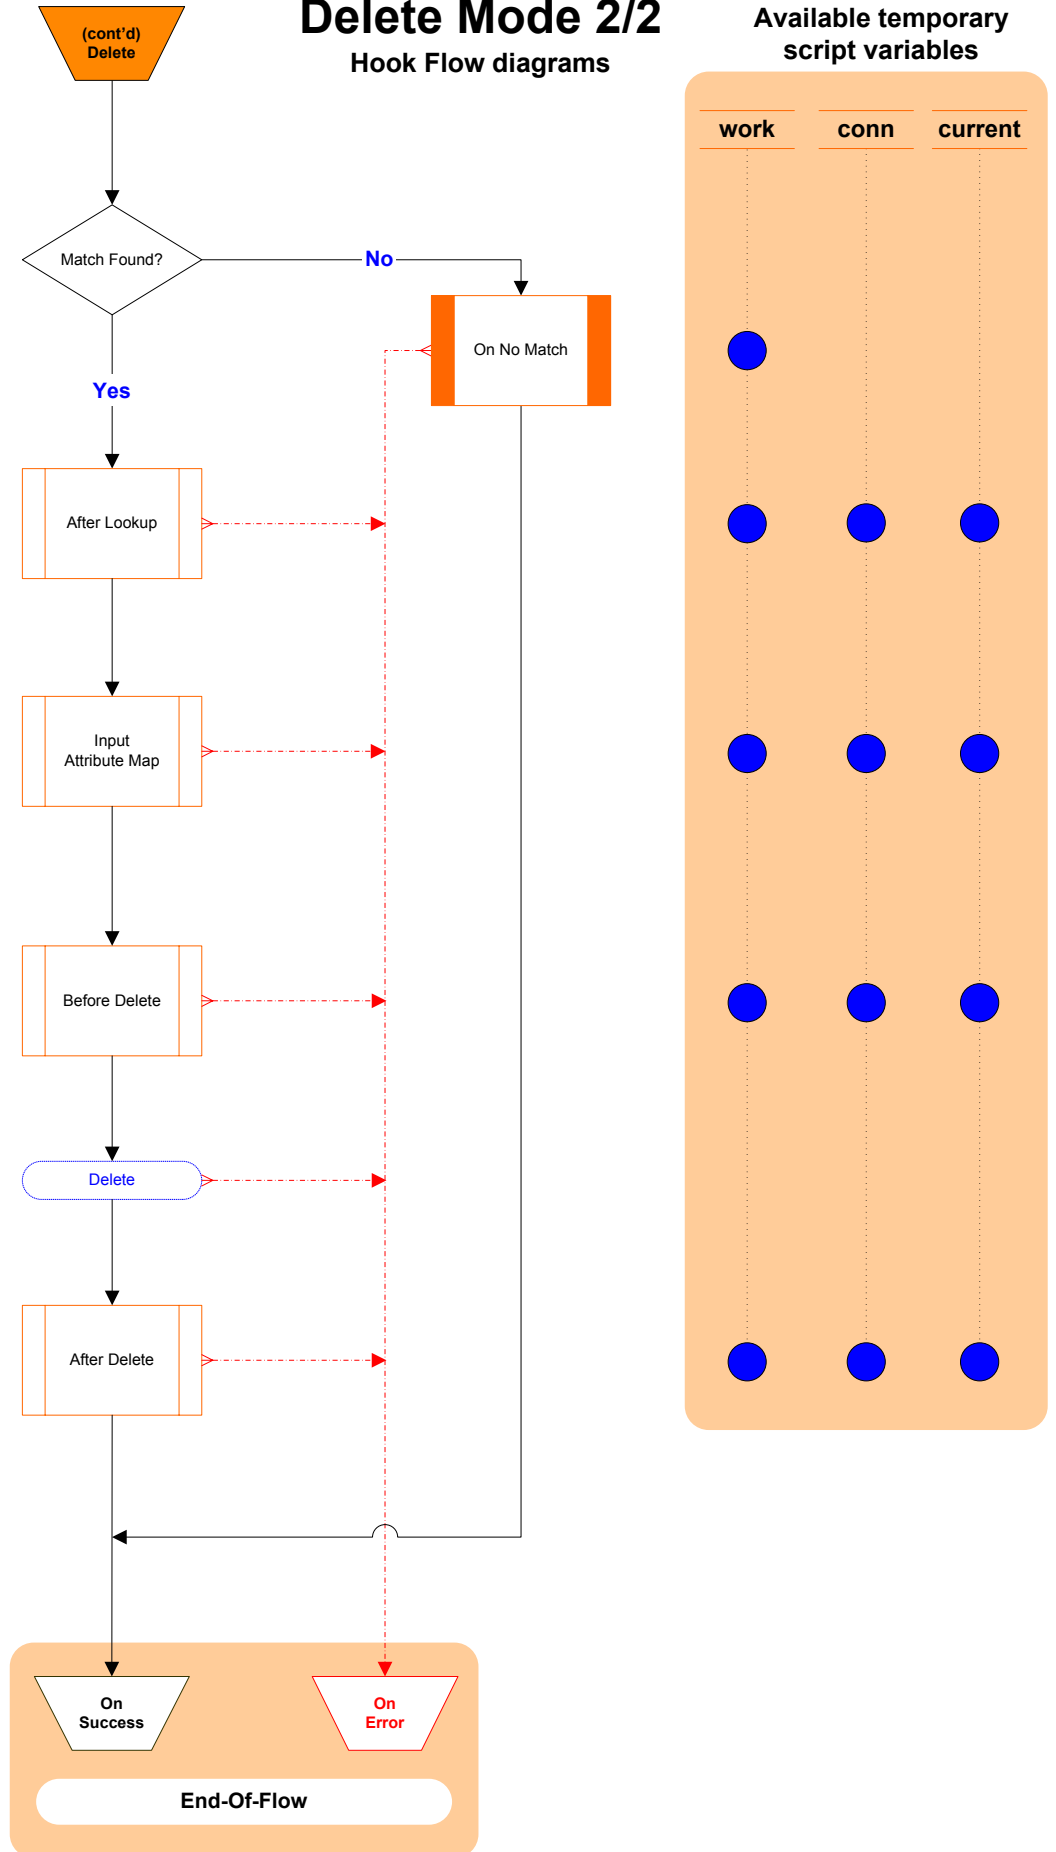 Delete Mode 2/2
Hook Flow diagrams
Available temporary
script variables
(cont’d)
Delete
work
conn
current
Match Found?
No
On No Match
Yes
After Lookup
Input
Attribute Map
Before Delete
Delete
After Delete
On
Success
On
Error
End-Of-Flow